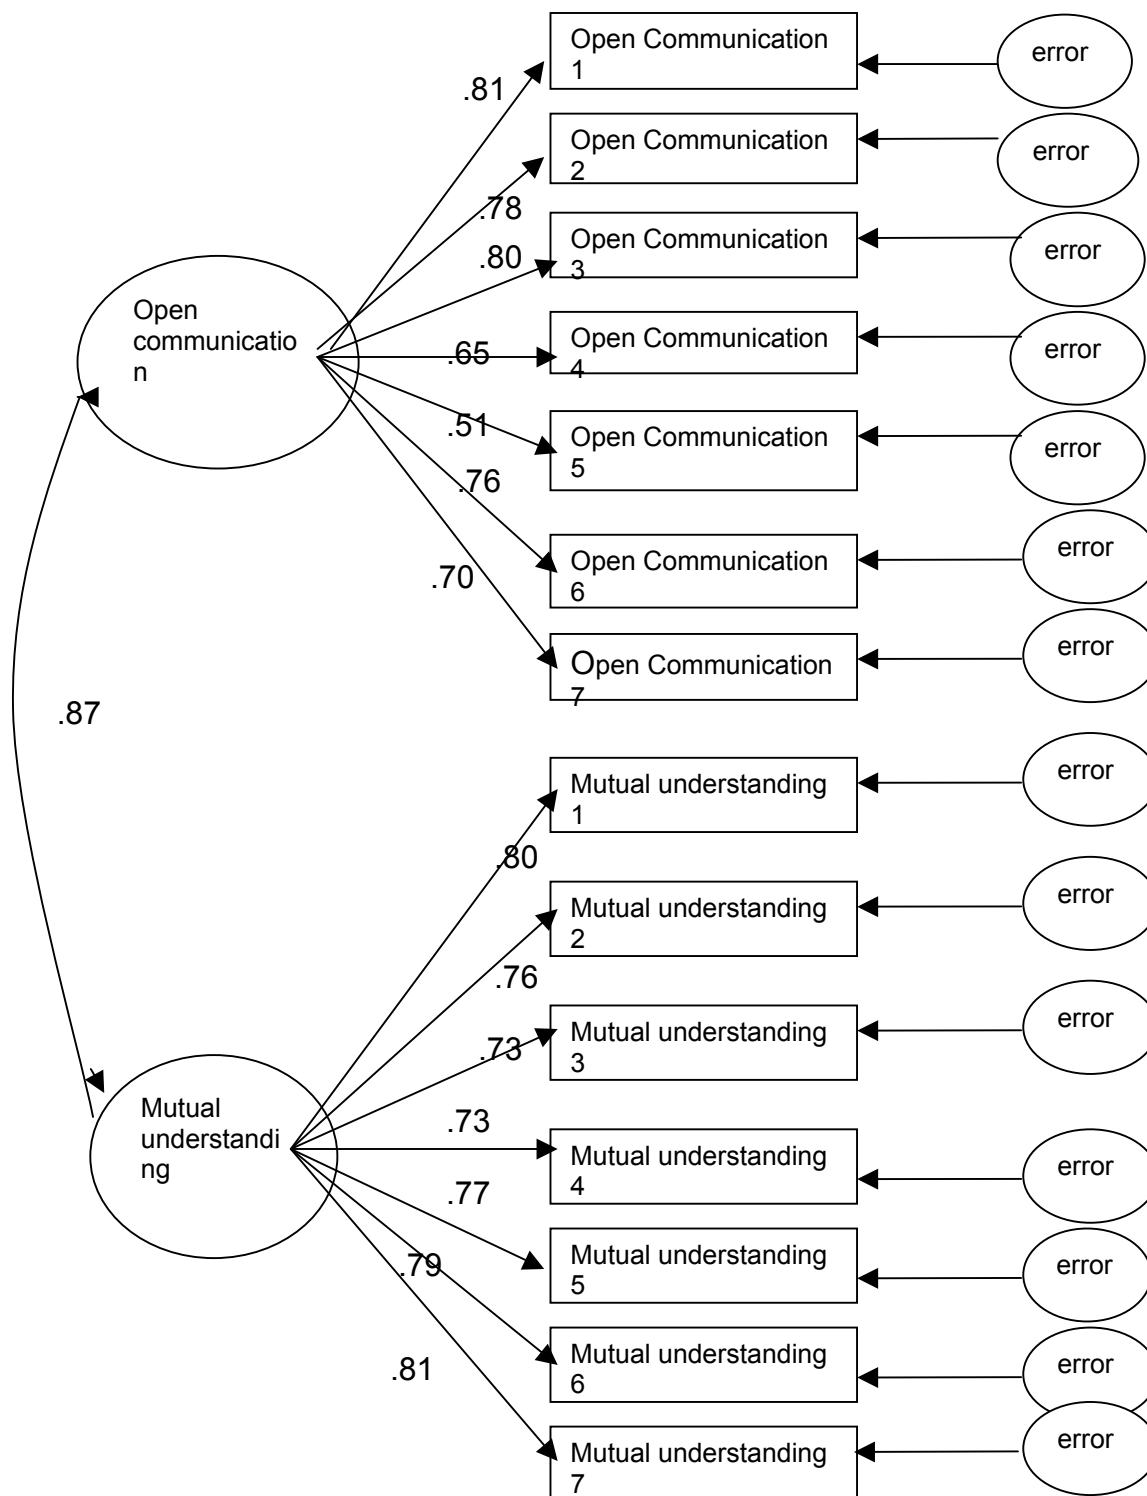 Open Communication
1
error
.81
Open Communication
2
error
.78
Open Communication
3
error
.80
Open
communicatio
n
Open Communication
4
error
.65
Open Communication
5
error
.51
Open Communication
6
error
.76
Open Communication
7
error
.70
.87
Mutual understanding
1
error
.80
Mutual understanding
2
error
.76
Mutual understanding
3
error
.73
Mutual
understandi
ng
Mutual understanding
4
error
.73
Mutual understanding
5
error
.77
Mutual understanding
6
error
.79
Mutual understanding
7
error
.81